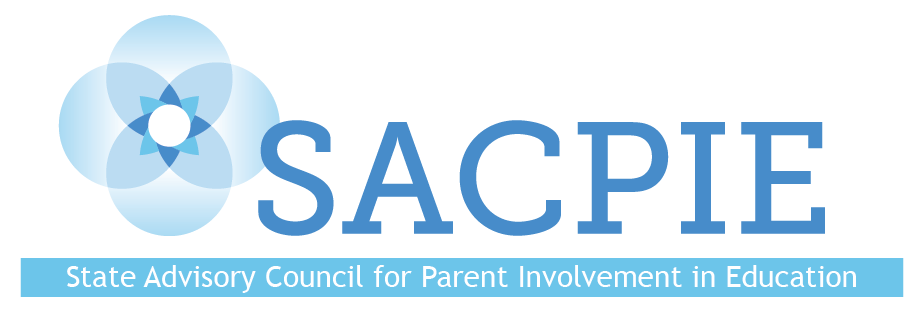 SACPIE
State Advisory Council for Parent Involvement in Education